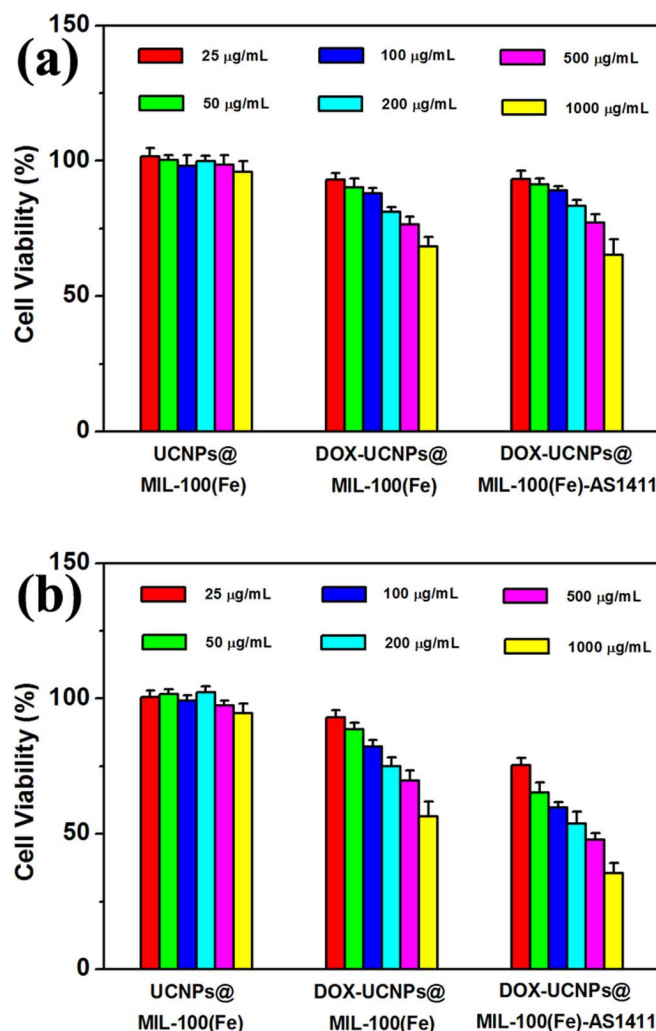 (a)
150
100
50
0
Cell Viability (%)
25 μg/mL 100 μg/mL 500 μg/mL
50 μg/mL 200 μg/mL 1000 μg/mL
UCNPs@ DOX-UCNPs@ DOX-UCNPs@
MIL-100(Fe) MIL-100(Fe) MIL-100(Fe)-AS1411
(b)
150
100
50
0
Cell Viability (%)
25 μg/mL 100 μg/mL 500 μg/mL
50 μg/mL 200 μg/mL 1000 μg/mL
UCNPs@ DOX-UCNPs@ DOX-UCNPs@
MIL-100(Fe) MIL-100(Fe) MIL-100(Fe)-AS1411